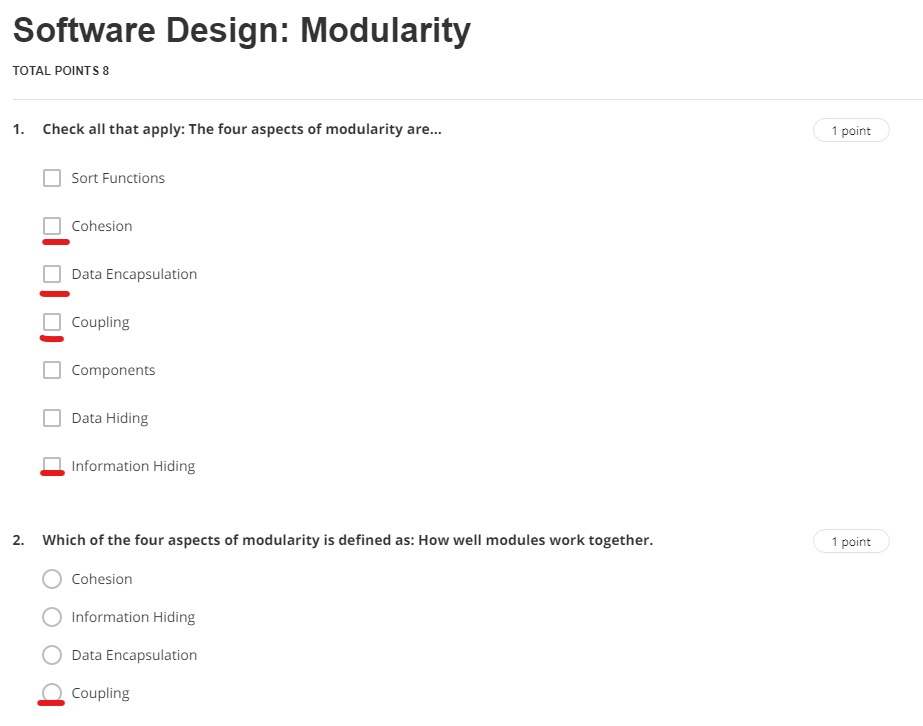 Software Design: Modularity
TOTAL POINTS 8
1. Check all that apply: The four aspects of modularity are... 1 point
Sort Functions
Cohesion
Data Encapsulation
Coupling
Components
Data Hiding
Information Hiding
2. Which of the four aspects of modularity is defined as: How well modules work together. 1 point
Cohesion
Information Hiding
Data Encapsulation
Coupling